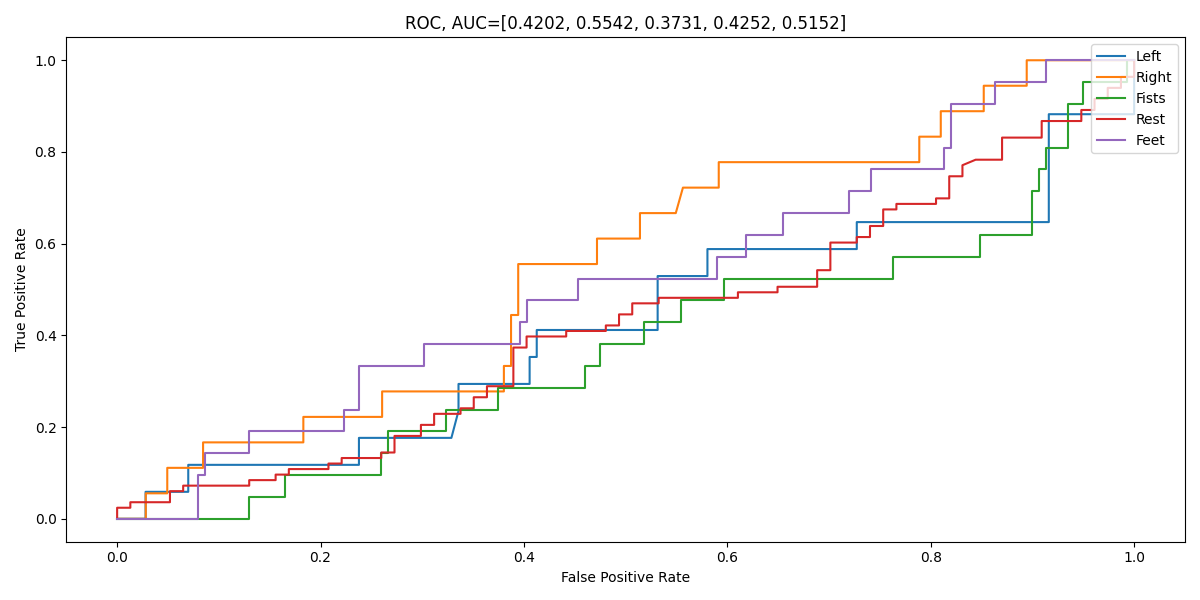 ROC, AUC=[0.4202, 0.5542, 0.3731, 0.4252, 0.5152]
1.0
0.8
0.6
0.4
0.2
0.0
True Positive Rate
Left
Right
Fists
Rest
Feet
0.0 0.2 0.4 0.6 0.8 1.0
False Positive Rate